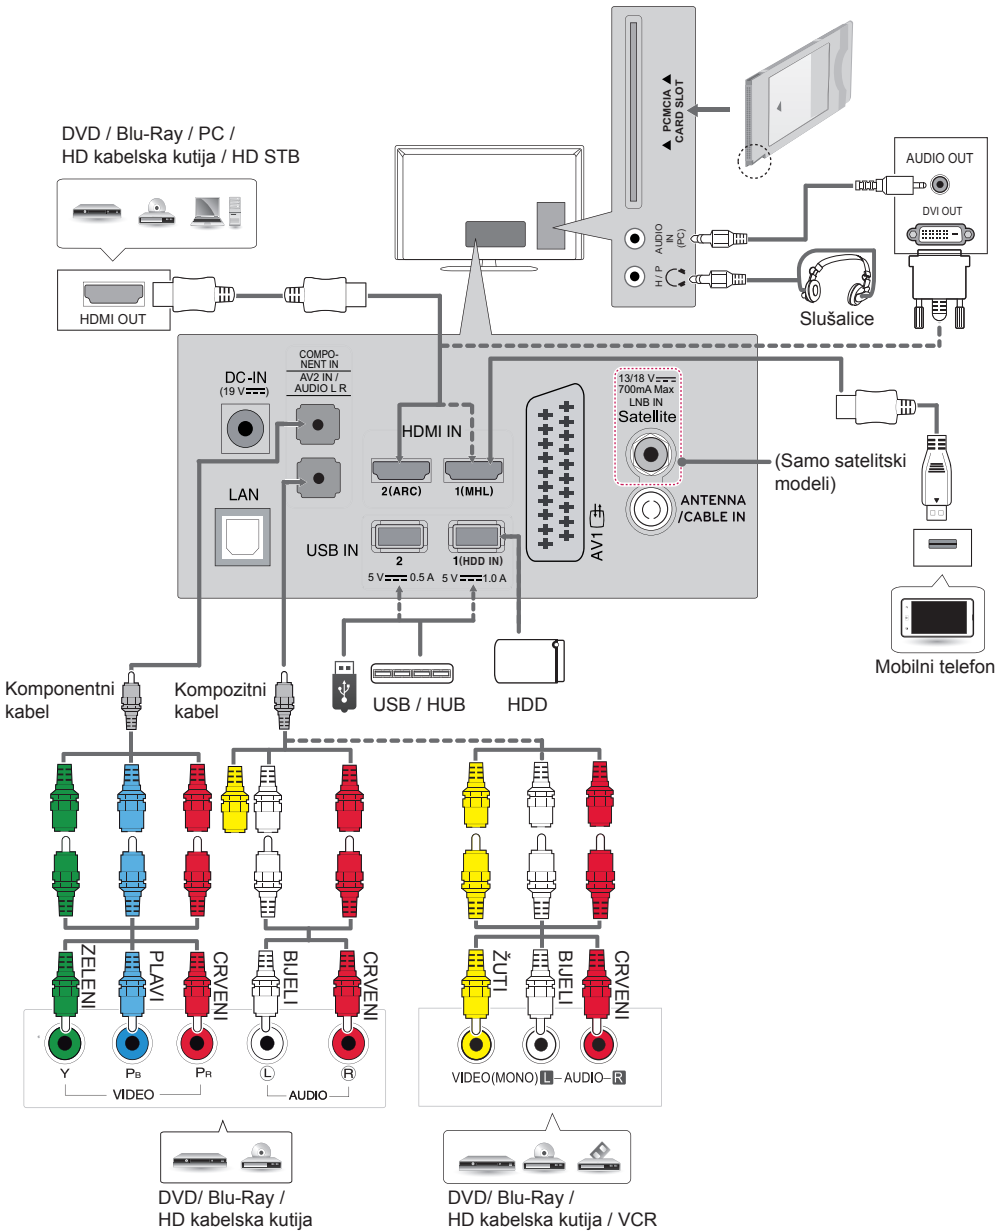 ▲ PCMCIA ▲
CARD SLOT
DVD / Blu-Ray / PC /
HD kabelska kutija / HD STB
AUDIO OUT
DVI OUT
AUDIO
IN
(PC)
H / P
Slušalice
HDMI OUT
COMPO-
NENT IN
AV2 IN /
AUDIO L R
DC-IN
(19 V)
HDMI IN
2(ARC)
1(MHL)
13/18 V
700mA Max
LNB IN
Satellite
(Samo satelitski
modeli)
LAN
ANTENNA
/CABLE IN
AV1
USB IN
2
1(HDD IN)
5 V 0.5 A
5 V 1.0 A
Mobilni telefon
USB / HUB
HDD
Komponentni
kabel
Kompozitni
kabel
ZELENI
PLAVI
CRVENI
BIJELI
CRVENI
ŽUTI
BIJELI
CRVENI
Y
PB
PR
L
R
VIDEO
AUDIO
VIDEO(MONO) L – AUDIO – R
DVD/ Blu-Ray /
HD kabelska kutija
DVD/ Blu-Ray /
HD kabelska kutija / VCR